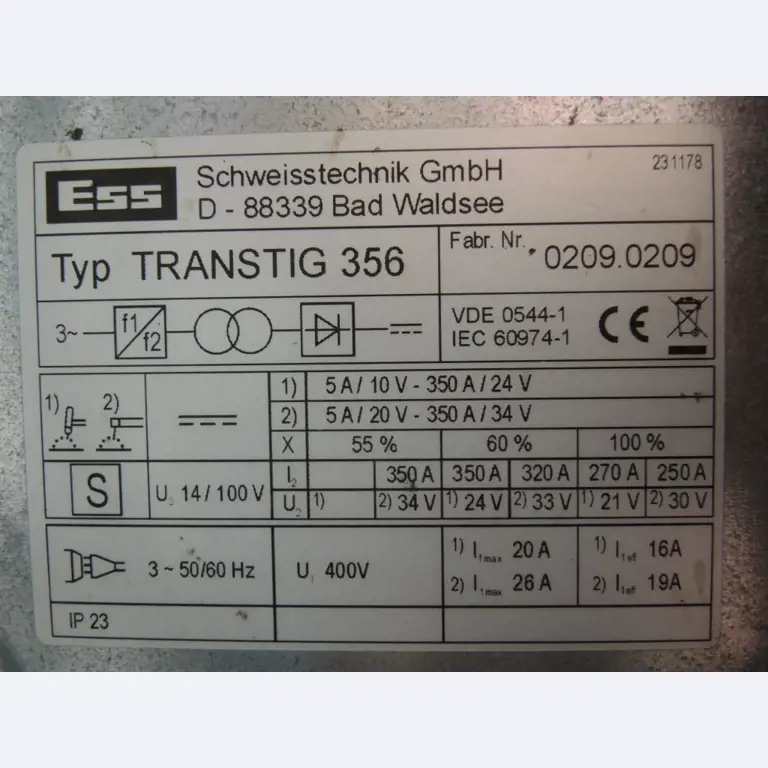 Ess
Schweisstechnik GmbH
D - 88339 Bad Waldsee
231178
Typ TRANSTIG 356
Fabr. Nr. 0209.0209
3~ f1/f2
VDE 0544-1
IEC 60974-1
CE
1) 2)
1) 5 A / 10 V - 350 A / 24 V
2) 5 A / 20 V - 350 A / 34 V
X 55 % 60 % 100 %
S
U 14 / 100 V
I2 350 A 350 A 320 A 270 A 250 A
U2 1) 2) 34 V 1) 24 V 2) 33 V 1) 21 V 2) 30 V
3 ~ 50/60 Hz
U1 400V
1) I1max 20 A
2) I1max 26 A
1) I1eff 16A
2) I1eff 19A
IP 23